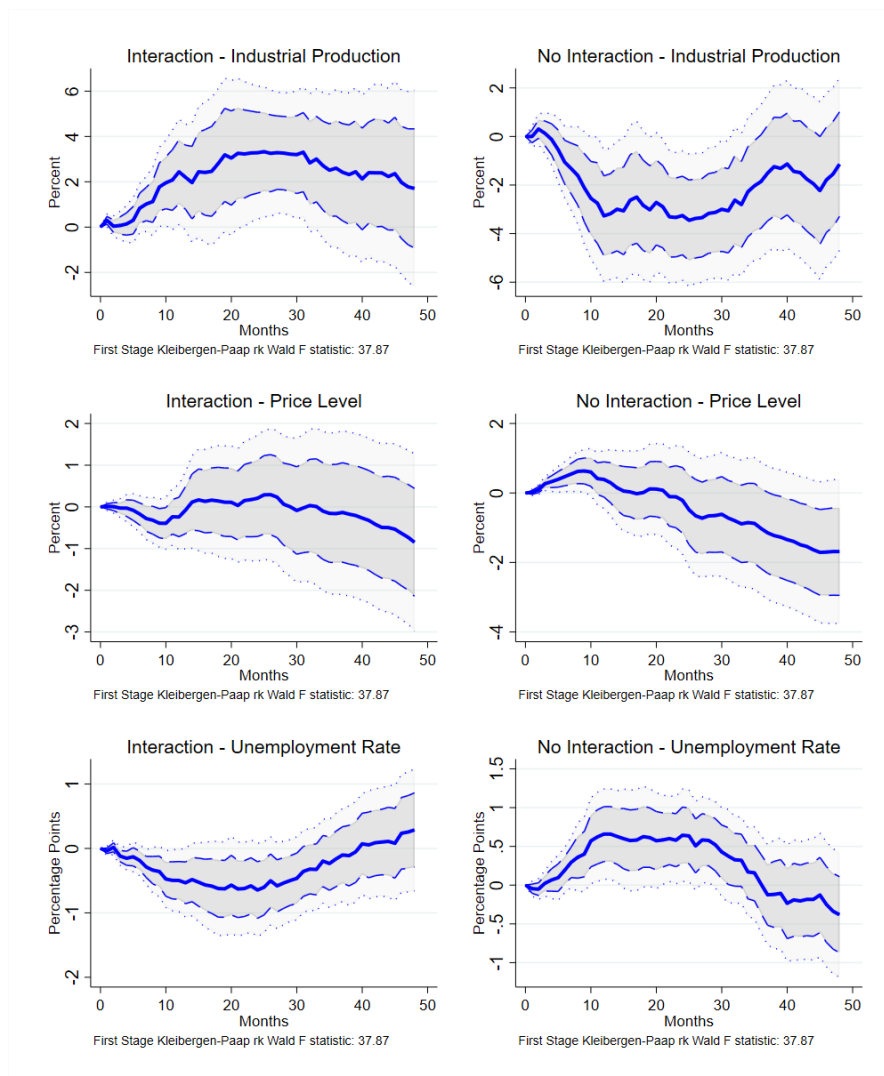 Interaction - Industrial Production
Percent
6
4
2
0
-2
0 10 20 30 40 50
Months
First Stage Kleibergen-Paap rk Wald F statistic: 37.87
No Interaction - Industrial Production
Percent
2
0
-2
-4
-6
0 10 20 30 40 50
Months
First Stage Kleibergen-Paap rk Wald F statistic: 37.87
Interaction - Price Level
Percent
2
1
0
-1
-2
-3
0 10 20 30 40 50
Months
First Stage Kleibergen-Paap rk Wald F statistic: 37.87
No Interaction - Price Level
Percent
2
0
-2
-4
0 10 20 30 40 50
Months
First Stage Kleibergen-Paap rk Wald F statistic: 37.87
Interaction - Unemployment Rate
Percentage Points
1
0
-1
-2
0 10 20 30 40 50
Months
First Stage Kleibergen-Paap rk Wald F statistic: 37.87
No Interaction - Unemployment Rate
Percentage Points
1.5
1
.5
0
-.5
-1
0 10 20 30 40 50
Months
First Stage Kleibergen-Paap rk Wald F statistic: 37.87